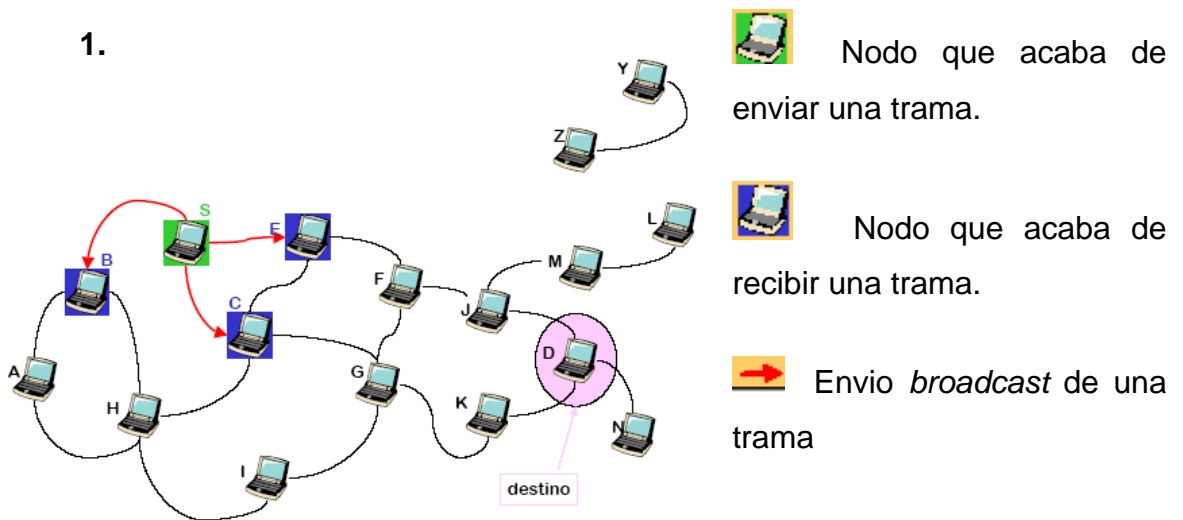 1.
Y
Z
S
L
E
B
M
F
C
J
D
A
G
H
K
N
I
destino
Nodo que acaba de
enviar una trama.
Nodo que acaba de
recibir una trama.
Envio broadcast de una
trama